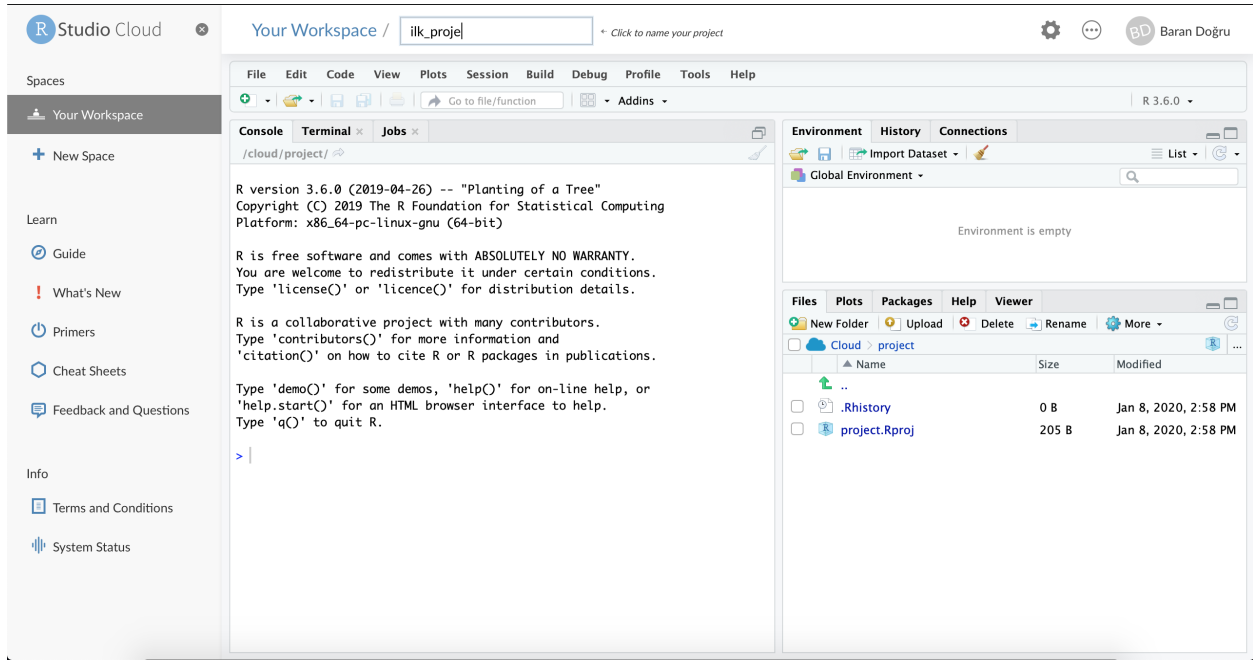 R Studio Cloud
Your Workspace / ilk_proje
← Click to name your project
BD Baran Doğru
Spaces
Your Workspace
New Space
Learn
Guide
What's New
Primers
Cheat Sheets
Feedback and Questions
Info
Terms and Conditions
System Status
File Edit Code View Plots Session Build Debug Profile Tools Help
Go to file/function Addins R 3.6.0
Console Terminal Jobs
/cloud/project/
R version 3.6.0 (2019-04-26) -- "Planting of a Tree"
Copyright (C) 2019 The R Foundation for Statistical Computing
Platform: x86_64-pc-linux-gnu (64-bit)
R is free software and comes with ABSOLUTELY NO WARRANTY.
You are welcome to redistribute it under certain conditions.
Type 'license()' or 'licence()' for distribution details.
R is a collaborative project with many contributors.
Type 'contributors()' for more information and
'citation()' on how to cite R or R packages in publications.
Type 'demo()' for some demos, 'help()' for on-line help, or
'help.start()' for an HTML browser interface to help.
Type 'q()' to quit R.
>
Environment History Connections
Import Dataset List
Global Environment
Environment is empty
Files Plots Packages Help Viewer
New Folder Upload Delete Rename More
Cloud > project R ...
Name Size Modified
..
.Rhistory 0 B Jan 8, 2020, 2:58 PM
R project.Rproj 205 B Jan 8, 2020, 2:58 PM